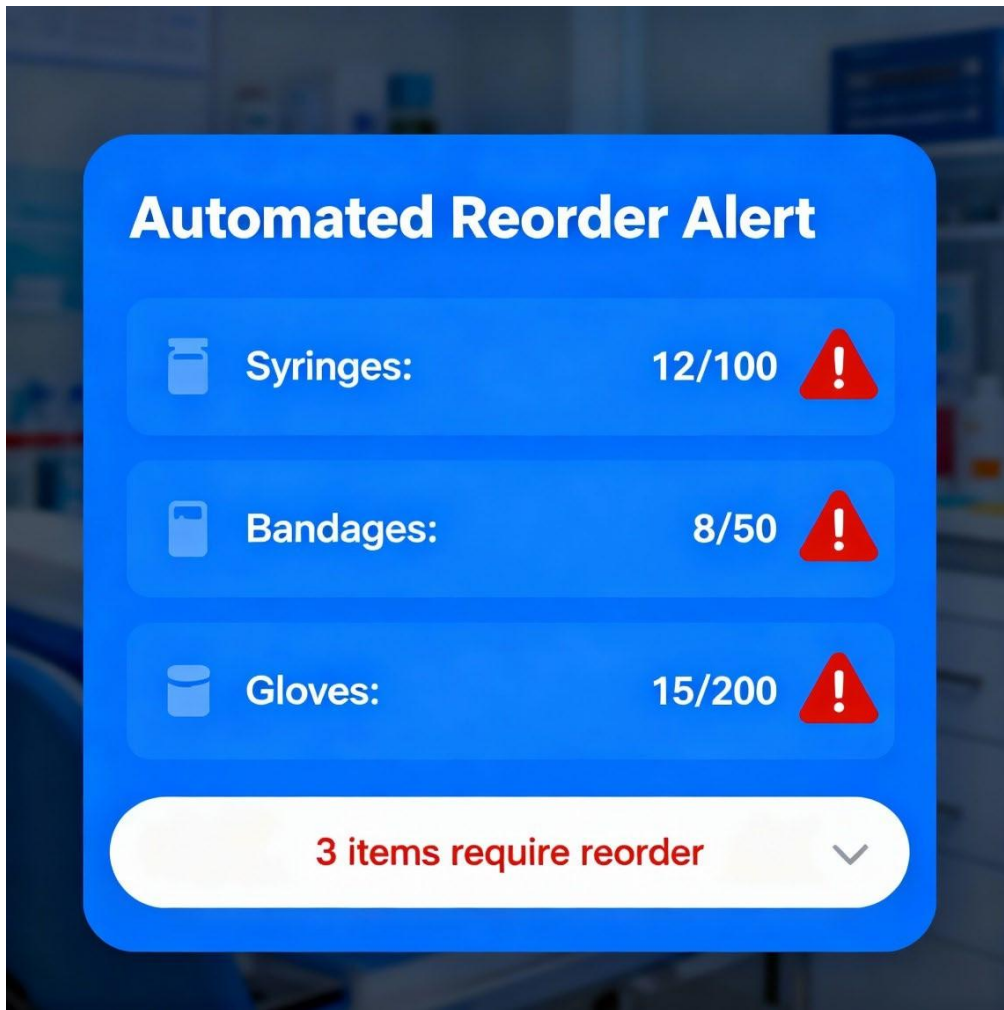 Automated Reorder Alert
Syringes: 12/100
Bandages: 8/50
Gloves: 15/200
3 items require reorder